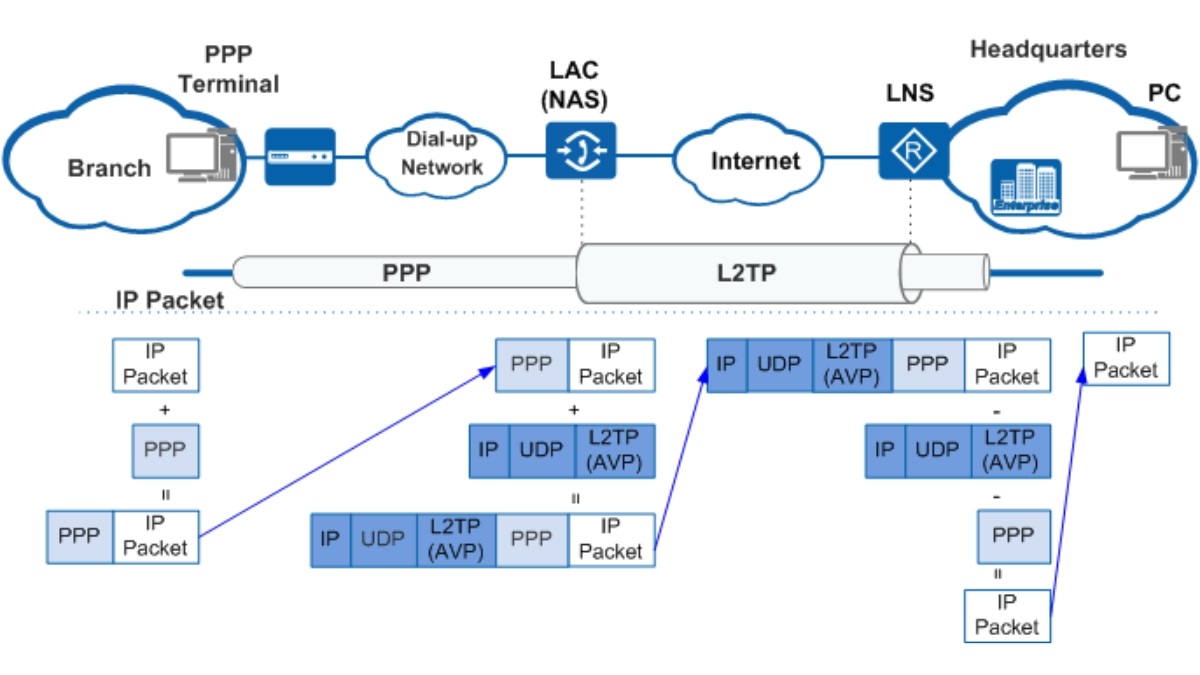 PPP
Terminal
LAC
(NAS)
Headquarters
LNS
PC
Branch
Dial-up
Network
Internet
R
Enterprise
PPP
L2TP
IP Packet
IP
Packet
+
PPP
=
PPP
IP
Packet
PPP
IP
Packet
+
IP
UDP
L2TP
(AVP)
=
IP
UDP
L2TP
(AVP)
PPP
IP
Packet
IP
UDP
L2TP
(AVP)
PPP
IP
Packet
-
IP
UDP
L2TP
(AVP)
-
PPP
=
IP
Packet
IP
Packet